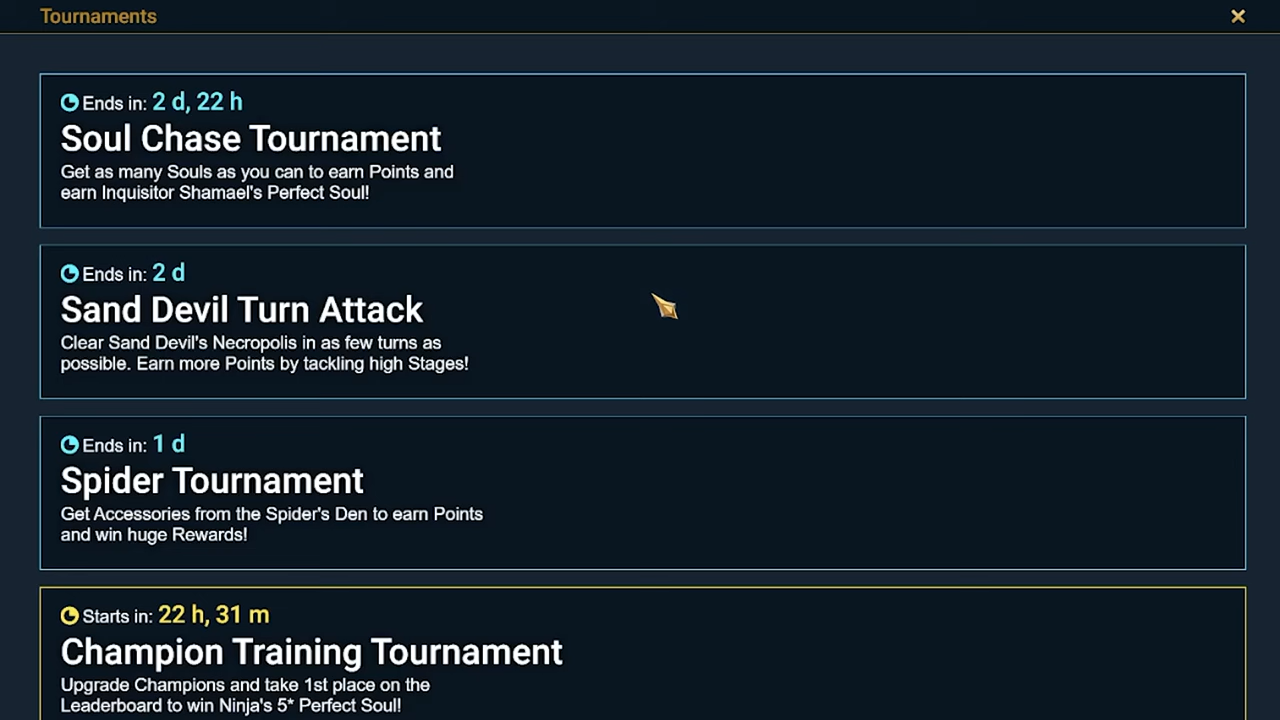 Tournaments
Ends in: 2 d, 22 h
Soul Chase Tournament
Get as many Souls as you can to earn Points and
earn Inquisitor Shamael's Perfect Soul!
Ends in: 2 d
Sand Devil Turn Attack
Clear Sand Devil's Necropolis in as few turns as
possible. Earn more Points by tackling high Stages!
Ends in: 1 d
Spider Tournament
Get Accessories from the Spider's Den to earn Points
and win huge Rewards!
Starts in: 22 h, 31 m
Champion Training Tournament
Upgrade Champions and take 1st place on the
Leaderboard to win Ninja's 5* Perfect Soul!